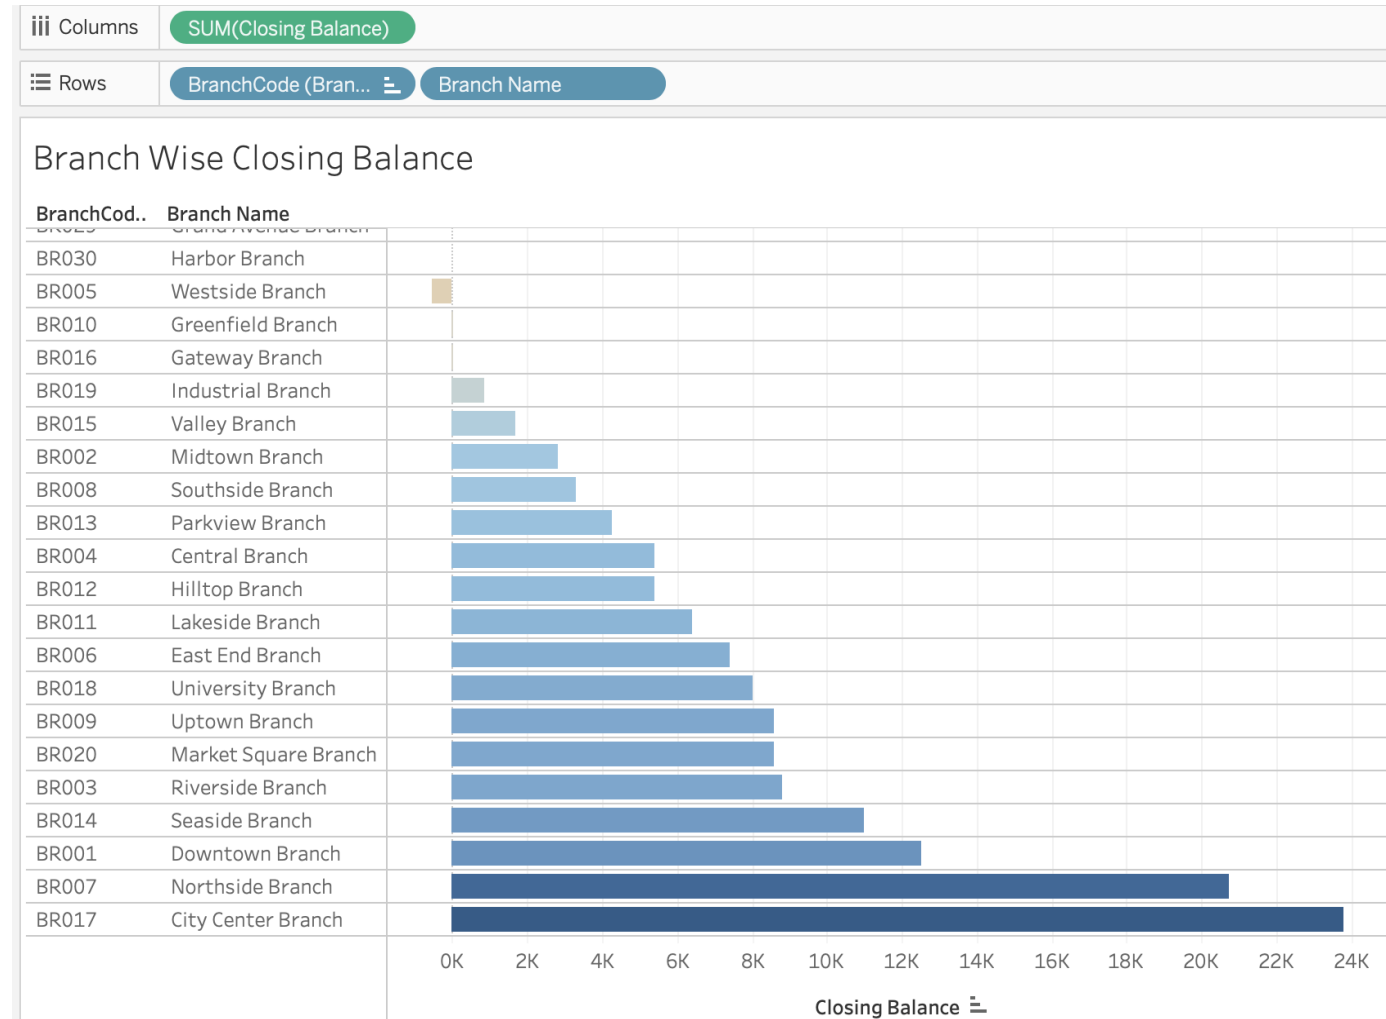 Columns SUM(Closing Balance)
Rows BranchCode (Bran... Branch Name
Branch Wise Closing Balance
BranchCod.. Branch Name
BR030 Harbor Branch
BR005 Westside Branch
BR010 Greenfield Branch
BR016 Gateway Branch
BR019 Industrial Branch
BR015 Valley Branch
BR002 Midtown Branch
BR008 Southside Branch
BR013 Parkview Branch
BR004 Central Branch
BR012 Hilltop Branch
BR011 Lakeside Branch
BR006 East End Branch
BR018 University Branch
BR009 Uptown Branch
BR020 Market Square Branch
BR003 Riverside Branch
BR014 Seaside Branch
BR001 Downtown Branch
BR007 Northside Branch
BR017 City Center Branch
0K 2K 4K 6K 8K 10K 12K 14K 16K 18K 20K 22K 24K
Closing Balance